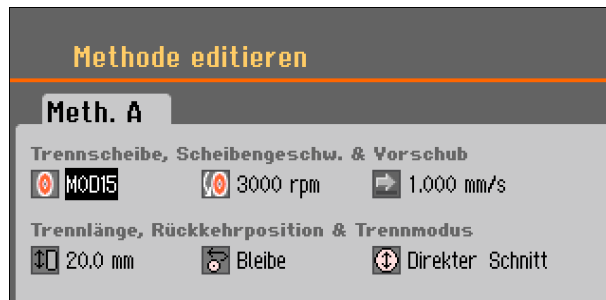 Methode editieren
Meth. A
Trennscheibe, Scheibengeschw. & Vorschub
MOD15 3000 rpm 1.000 mm/s
Trennlänge, Rückkehrposition & Trennmodus
20.0 mm Bleibe Direkter Schnitt